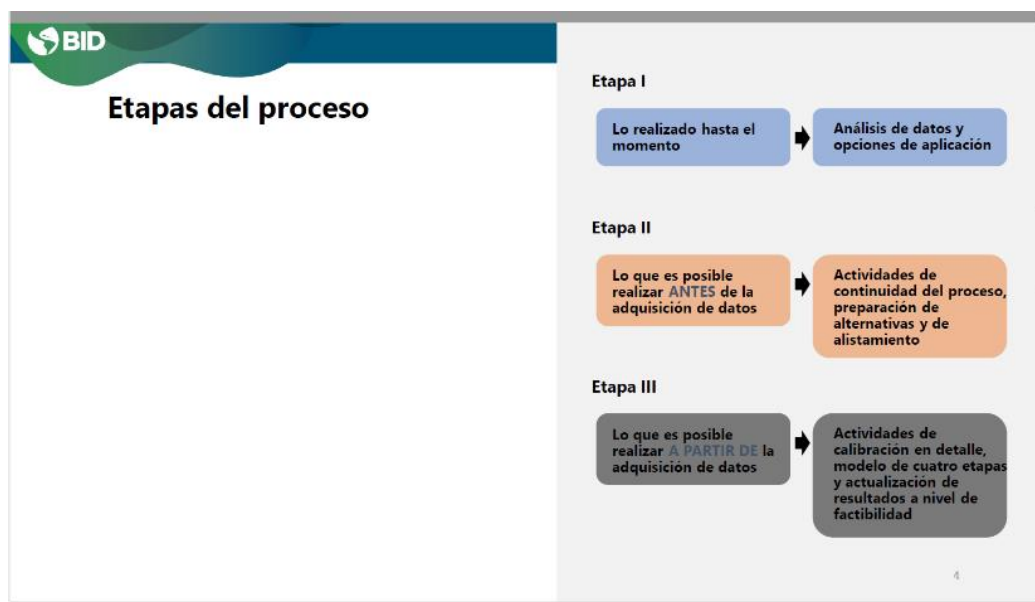 BID
Etapas del proceso
Etapa I
Lo realizado hasta el
momento
Análisis de datos y
opciones de aplicación
Etapa II
Lo que es posible
realizar ANTES de la
adquisición de datos
Actividades de
continuidad del proceso,
preparación de
alternativas y de
alistamiento
Etapa III
Lo que es posible
realizar A PARTIR DE la
adquisición de datos
Actividades de
calibración en detalle,
modelo de cuatro etapas
y actualización de
resultados a nivel de
factibilidad
4